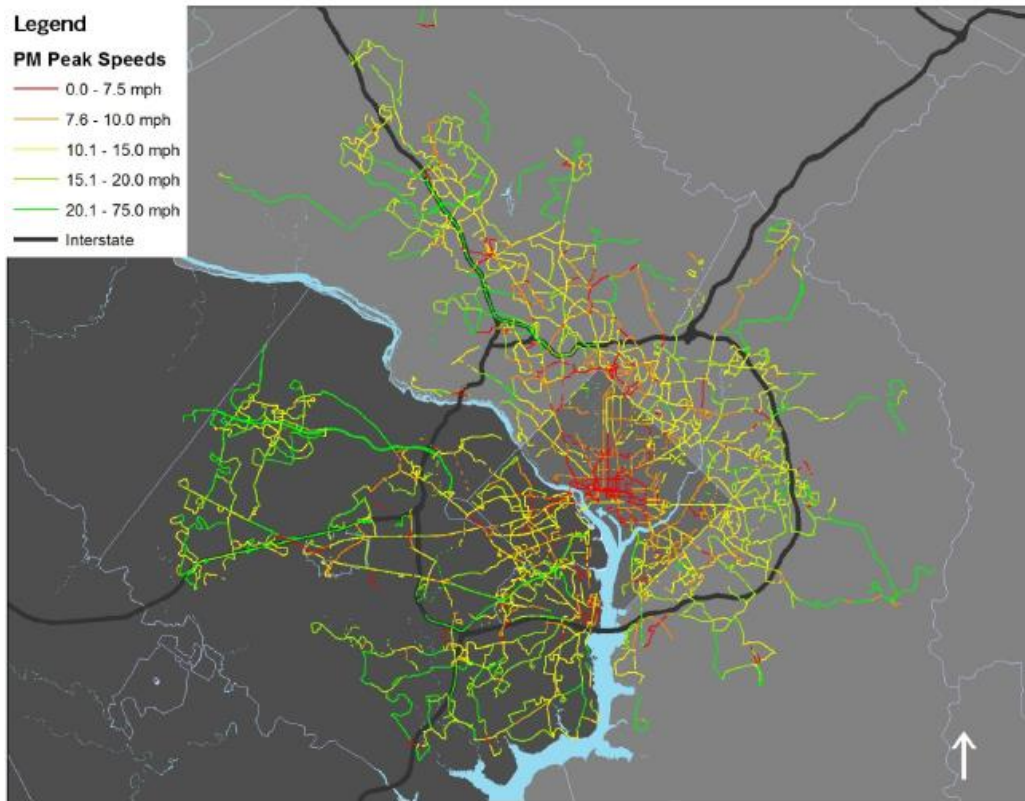 Legend
PM Peak Speeds
0.0 - 7.5 mph
7.6 - 10.0 mph
10.1 - 15.0 mph
15.1 - 20.0 mph
20.1 - 75.0 mph
Interstate